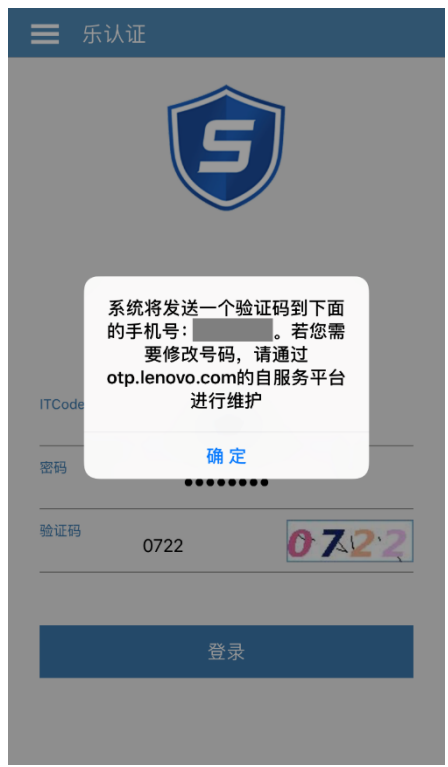 乐认证
S
系统将发送一个验证码到下面
的手机号：。若您需
要修改号码，请通过
otp.lenovo.com的自服务平台
进行维护
确 定
ITCode
密码
验证码
0722
0722
登录